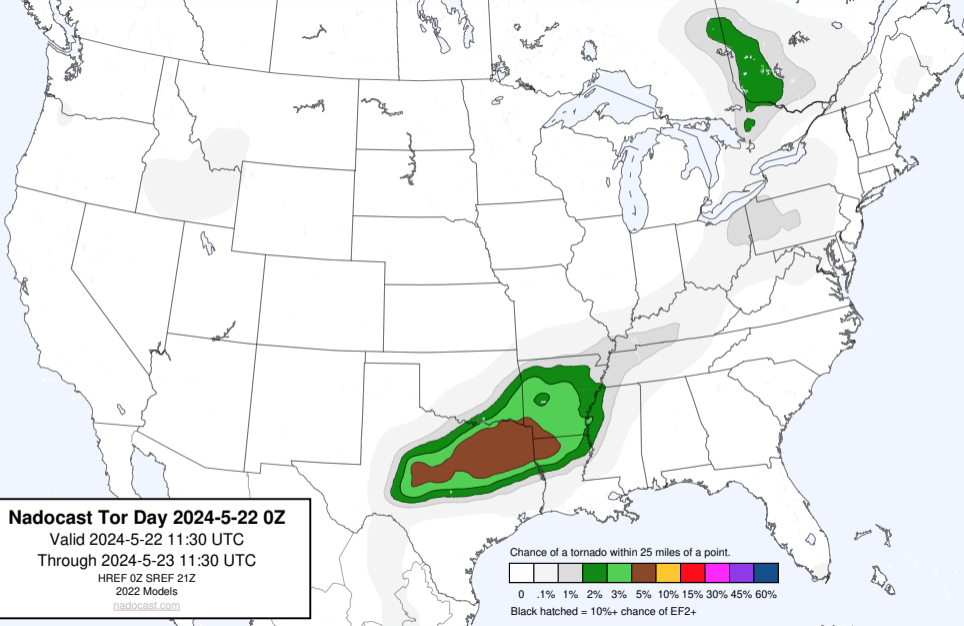 Nadocast Tor Day 2024-5-22 0Z
Valid 2024-5-22 11:30 UTC
Through 2024-5-23 11:30 UTC
HREF 0Z SREF 21Z
2022 Models
nadocast.com
Chance of a tornado within 25 miles of a point.
0 .1% 1% 2% 3% 5% 10% 15% 30% 45% 60%
Black hatched = 10%+ chance of EF2+